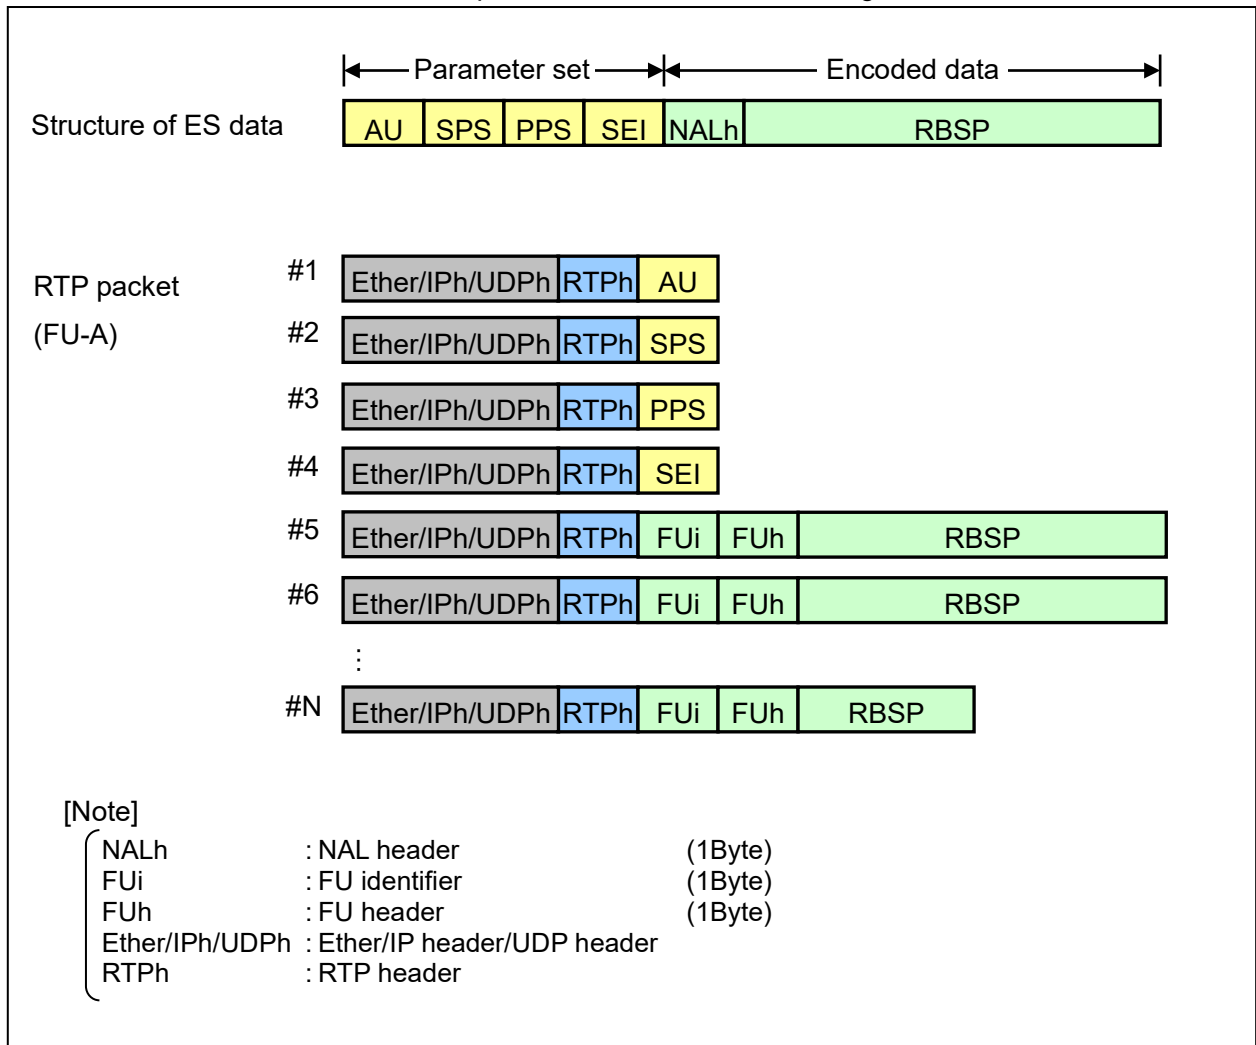 Parameter set Encoded data
Structure of ES data AU SPS PPS SEI NALh RBSP
RTP packet
(FU-A)
#1 Ether/IPh/UDPh RTPh AU
#2 Ether/IPh/UDPh RTPh SPS
#3 Ether/IPh/UDPh RTPh PPS
#4 Ether/IPh/UDPh RTPh SEI
#5 Ether/IPh/UDPh RTPh FUi FUh RBSP
#6 Ether/IPh/UDPh RTPh FUi FUh RBSP
⋮
#N Ether/IPh/UDPh RTPh FUi FUh RBSP
[Note]
NALh : NAL header (1Byte)
FUi : FU identifier (1Byte)
FUh : FU header (1Byte)
Ether/IPh/UDPh : Ether/IP header/UDP header
RTPh : RTP header